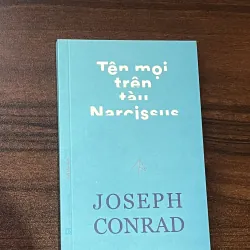 Tên mọi
trên
tàu
Narcissus
JOSEPH
CONRAD